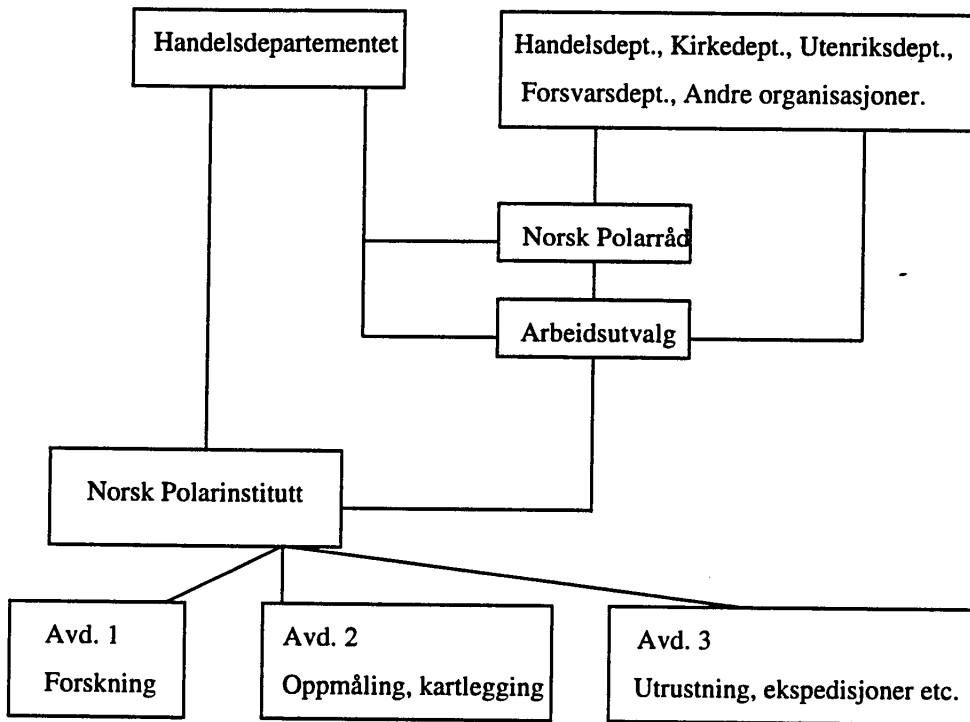 Handelsdepartementet
Handelsdept., Kirkedept., Utenriksdept.,
Forsvarsdept., Andre organisasjoner.
Norsk Polarråd
Arbeidsutvalg
Norsk Polarinstitutt
Avd. 1
Forskning
Avd. 2
Oppmåling, kartlegging
Avd. 3
Utrustning, ekspedisjoner etc.